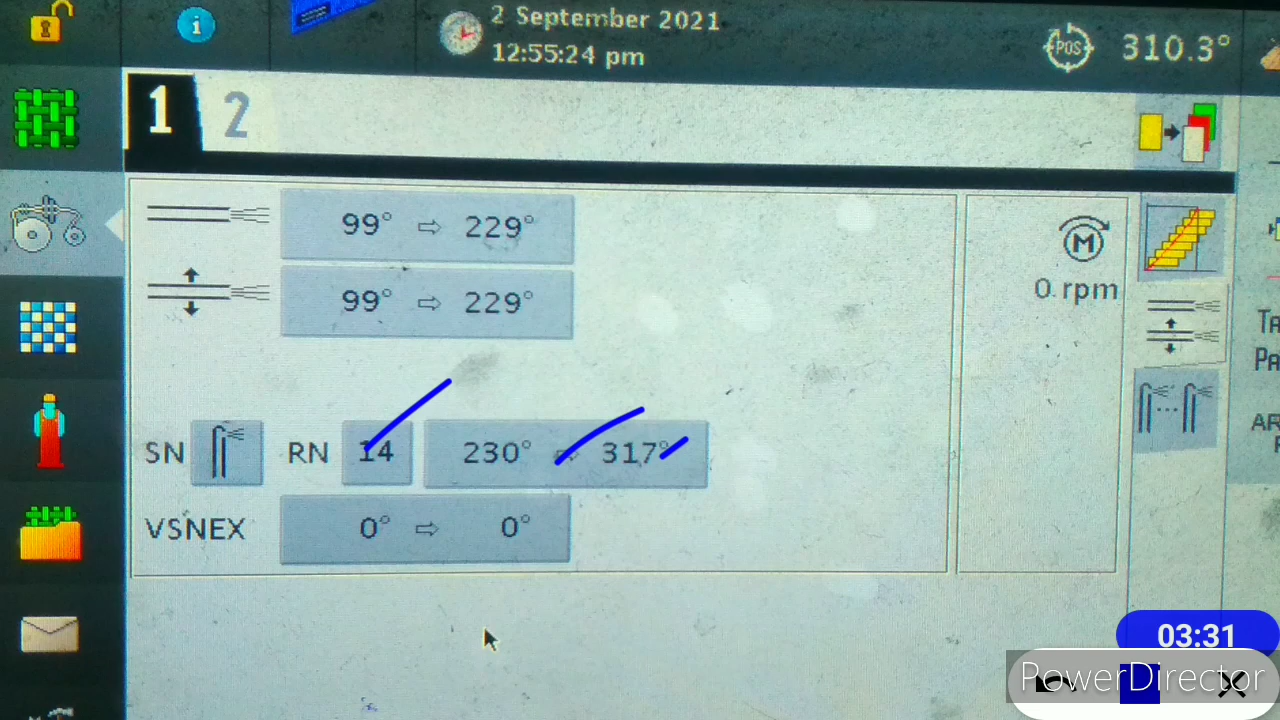 2 September 2021
12:55:24 pm
POS 310.3°
1 2
99° ⇨ 229°
M
0 rpm
99° ⇨ 229°
SN RN 14 230° ⇨ 317°
VSNEX 0° ⇨ 0°
03:31
PowerDirector